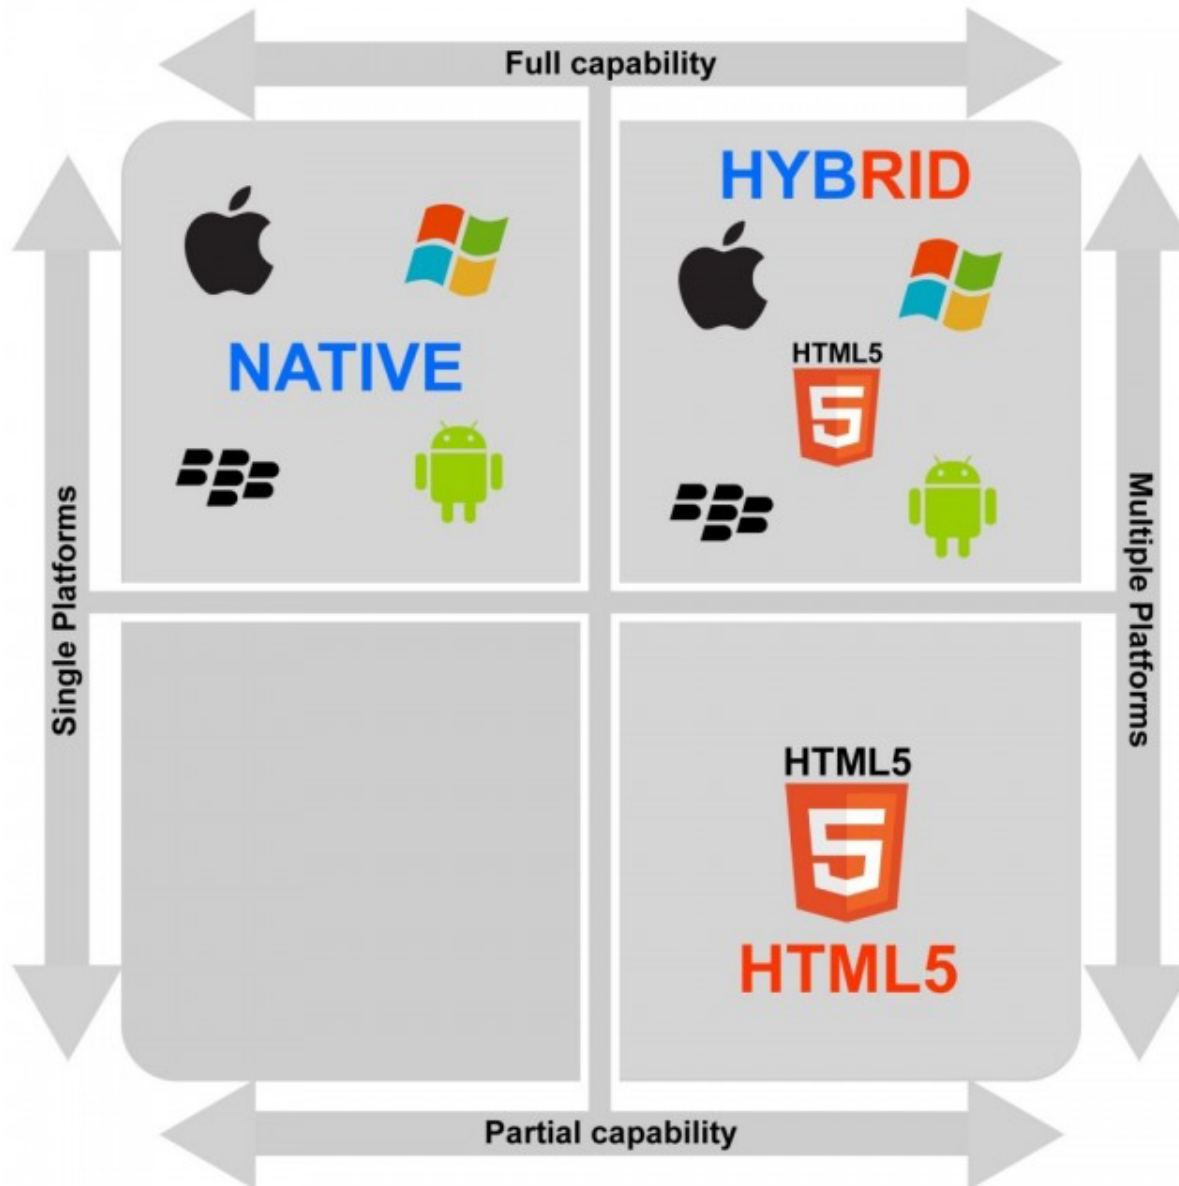 Full capability
HYBRID
HTML5
NATIVE
Single Platforms
Multiple Platforms
HTML5
HTML5
Partial capability